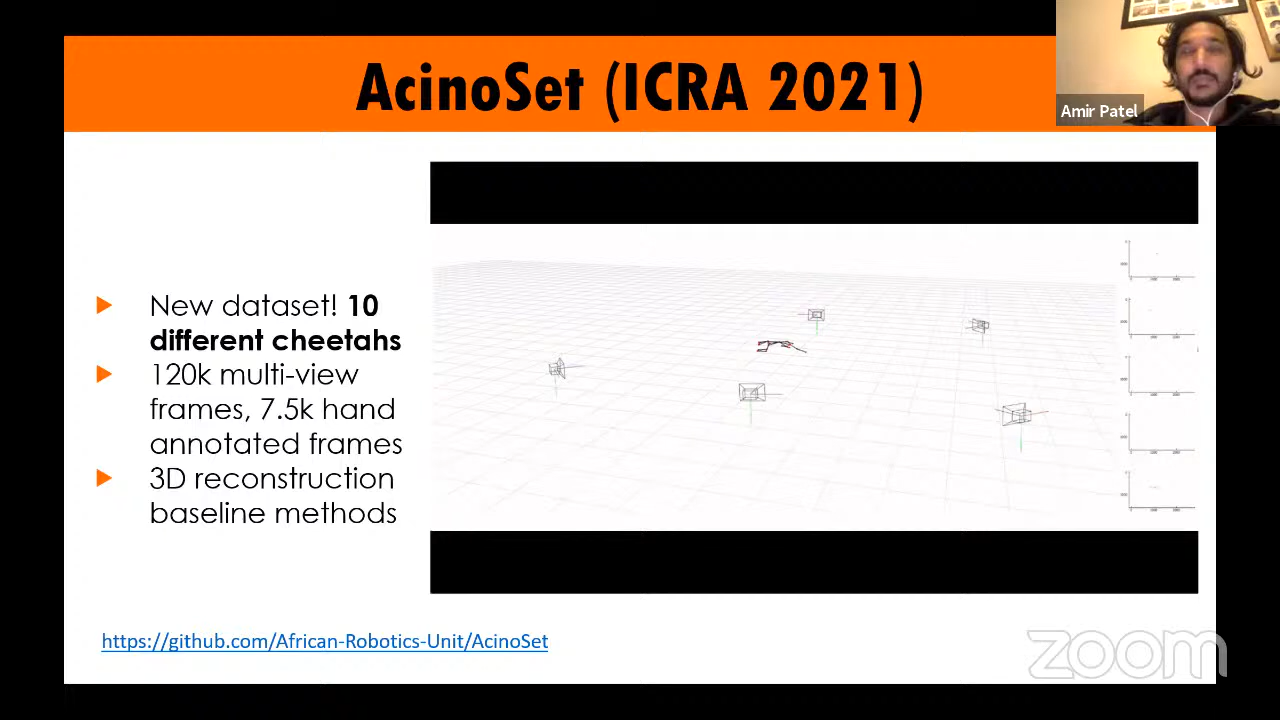 AcinoSet (ICRA 2021)
Amir Patel
New dataset! 10
different cheetahs
120k multi-view
frames, 7.5k hand
annotated frames
3D reconstruction
baseline methods
https://github.com/African-Robotics-Unit/AcinoSet
zoom